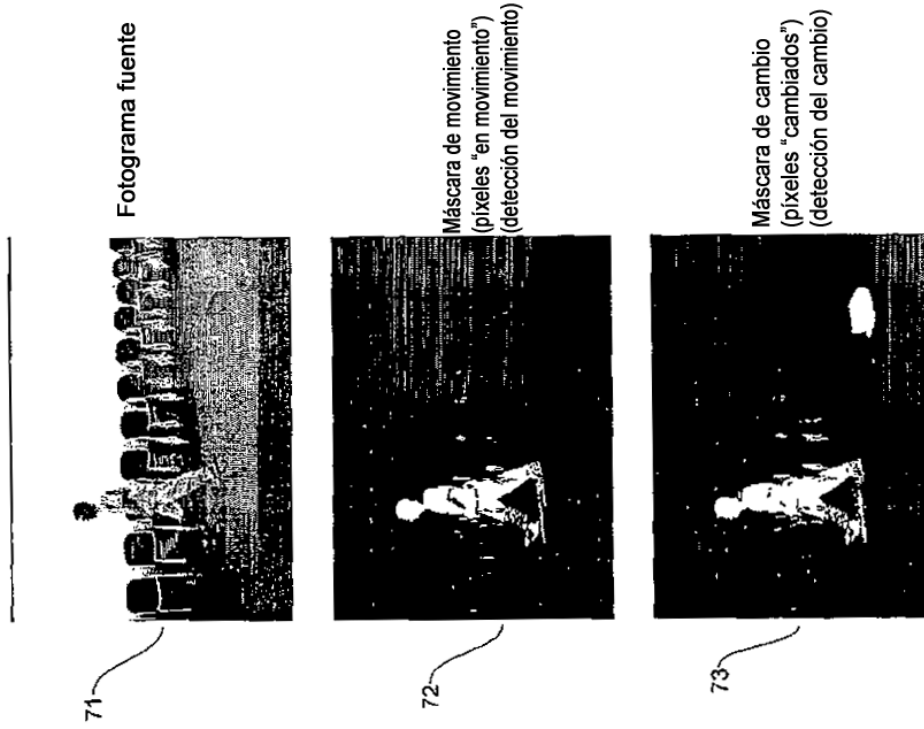 71
Fotograma fuente
72
Máscara de movimiento
(píxeles “en movimiento”)
(detección del movimiento)
73
Máscara de cambio
(píxeles “cambiados”)
(detección del cambio)